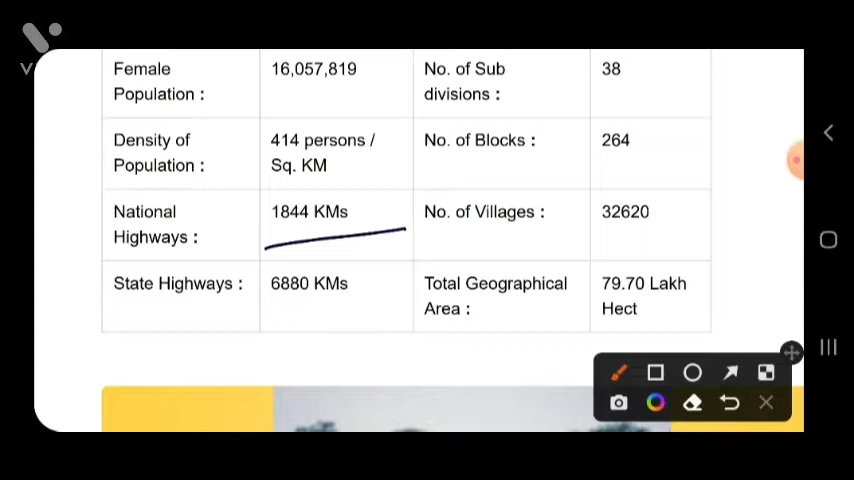 V
Female 16,057,819 No. of Sub 38
Population : divisions :
Density of 414 persons / No. of Blocks : 264
Population : Sq. KM
National 1844 KMs No. of Villages : 32620
Highways :
State Highways : 6880 KMs Total Geographical 79.70 Lakh
Area : Hect